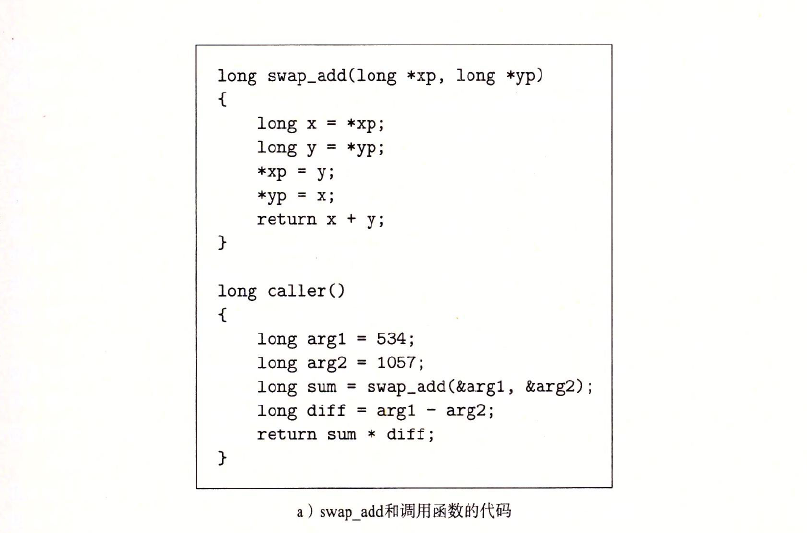 long swap_add(long *xp, long *yp)
{
    long x = *xp;
    long y = *yp;
    *xp = y;
    *yp = x;
    return x + y;
}

long caller()
{
    long arg1 = 534;
    long arg2 = 1057;
    long sum = swap_add(&arg1, &arg2);
    long diff = arg1 - arg2;
    return sum * diff;
}
a）swap_add和调用函数的代码